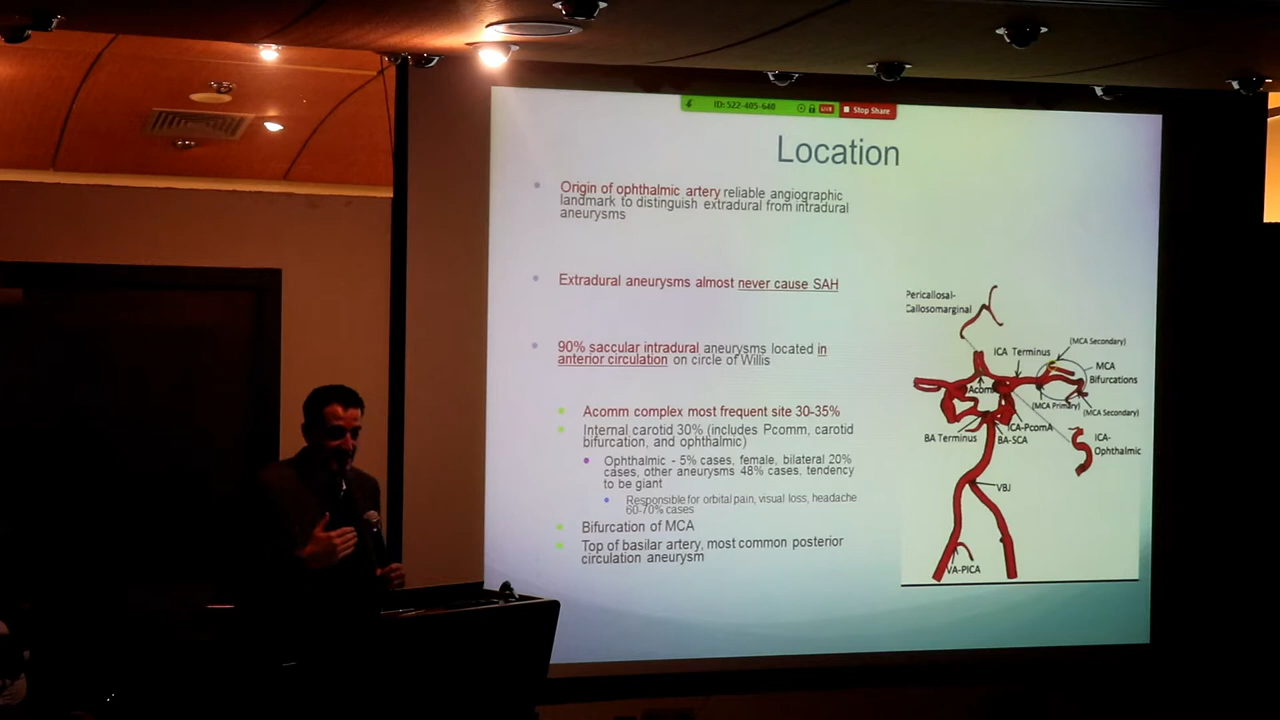 ID: 522-405-640
LIVE
Stop Share
Location
Origin of ophthalmic artery reliable angiographic
landmark to distinguish extradural from intradural
aneurysms
Extradural aneurysms almost never cause SAH
90% saccular intradural aneurysms located in
anterior circulation on circle of Willis
Acomm complex most frequent site 30-35%
Internal carotid 30% (includes Pcomm, carotid
bifurcation, and ophthalmic)
Ophthalmic - 5% cases, female, bilateral 20%
cases, other aneurysms 48% cases, tendency
to be giant
Responsible for orbital pain, visual loss, headache
60-70% cases
Bifurcation of MCA
Top of basilar artery, most common posterior
circulation aneurysm
Pericallosal-
Callosomarginal
ICA Terminus
(MCA Secondary)
MCA
Bifurcations
Acom
(MCA Primary)
(MCA Secondary)
ICA-PcomA
BA Terminus
BA-SCA
ICA-
Ophthalmic
VBJ
VA-PICA